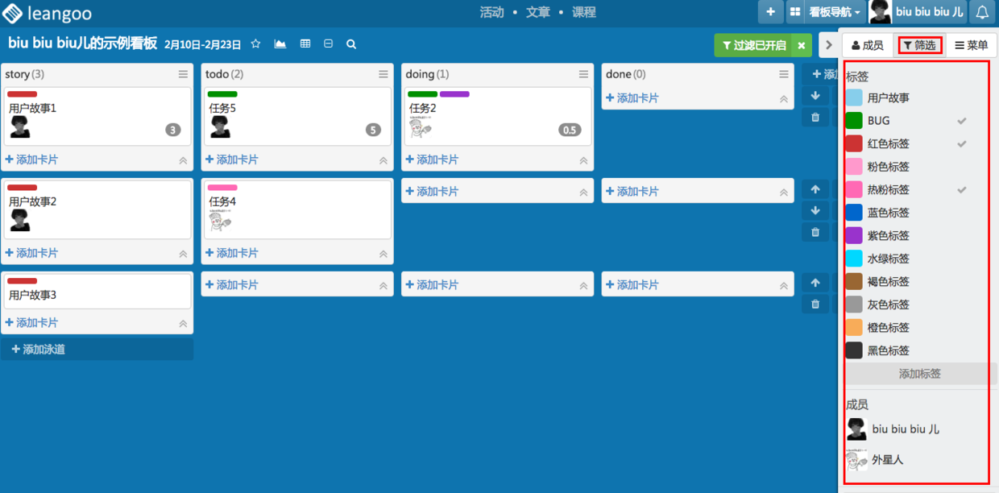 leangoo
活动 • 文章 • 课程
看板导航
biu biu biu 儿
biu biu biu儿的示例看板 2月10日-2月23日
过滤已开启
成员
筛选
菜单
story(3)
用户故事1
3
+ 添加卡片
用户故事2
+ 添加卡片
用户故事3
+ 添加卡片
+ 添加泳道
todo(2)
任务5
5
+ 添加卡片
任务4
+ 添加卡片
+ 添加卡片
doing(1)
任务2
0.5
+ 添加卡片
+ 添加卡片
+ 添加卡片
done(0)
+ 添加卡片
+ 添加卡片
+ 添加卡片
+ 添加
标签
用户故事
BUG
红色标签
粉色标签
热粉标签
蓝色标签
紫色标签
水绿标签
褐色标签
灰色标签
橙色标签
黑色标签
添加标签
成员
biu biu biu 儿
外星人